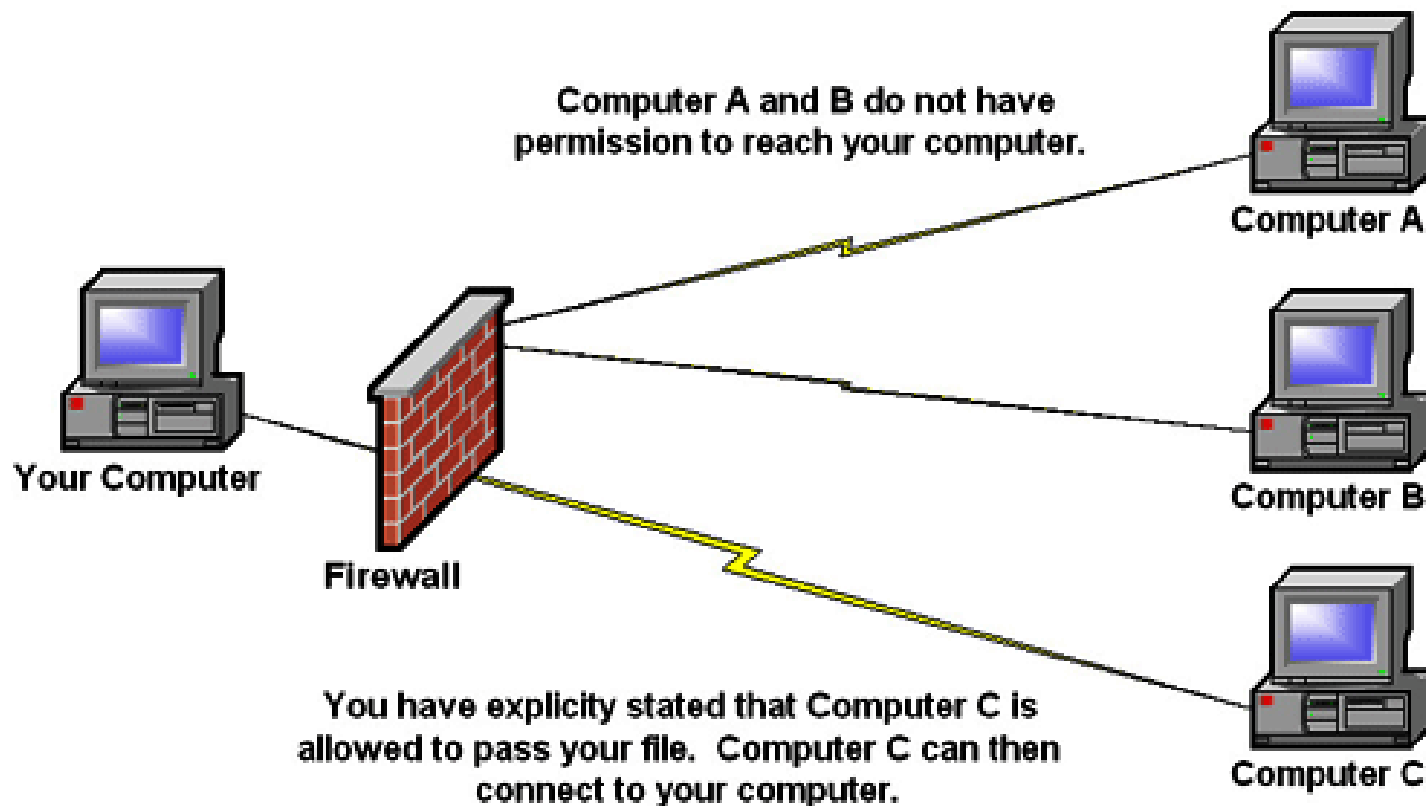 Computer A and B do not have
permission to reach your computer.
Computer A
Your Computer
Computer B
Firewall
You have explicity stated that Computer C is
allowed to pass your file. Computer C can then
connect to your computer.
Computer C